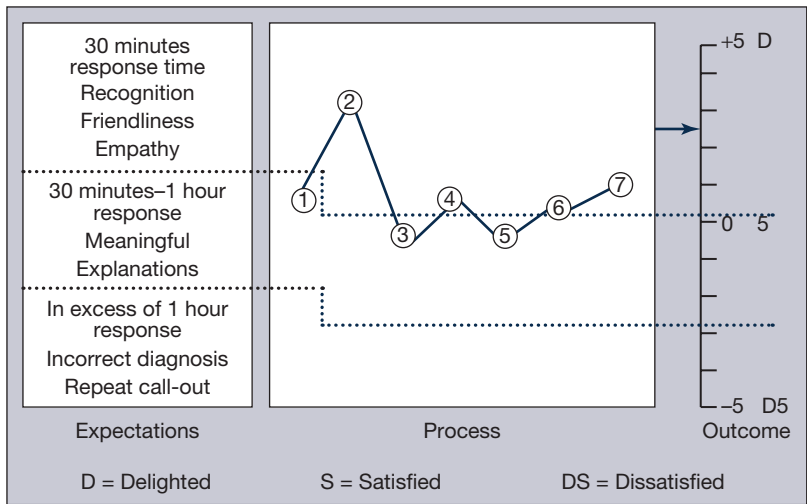 30 minutes
response time
Recognition
Friendliness
Empathy
30 minutes–1 hour
response
Meaningful
Explanations
In excess of 1 hour
response
Incorrect diagnosis
Repeat call-out
1
2
3
4
5
6
7
+5 D
0 5
–5 D5
Expectations
Process
Outcome
D = Delighted
S = Satisfied
DS = Dissatisfied